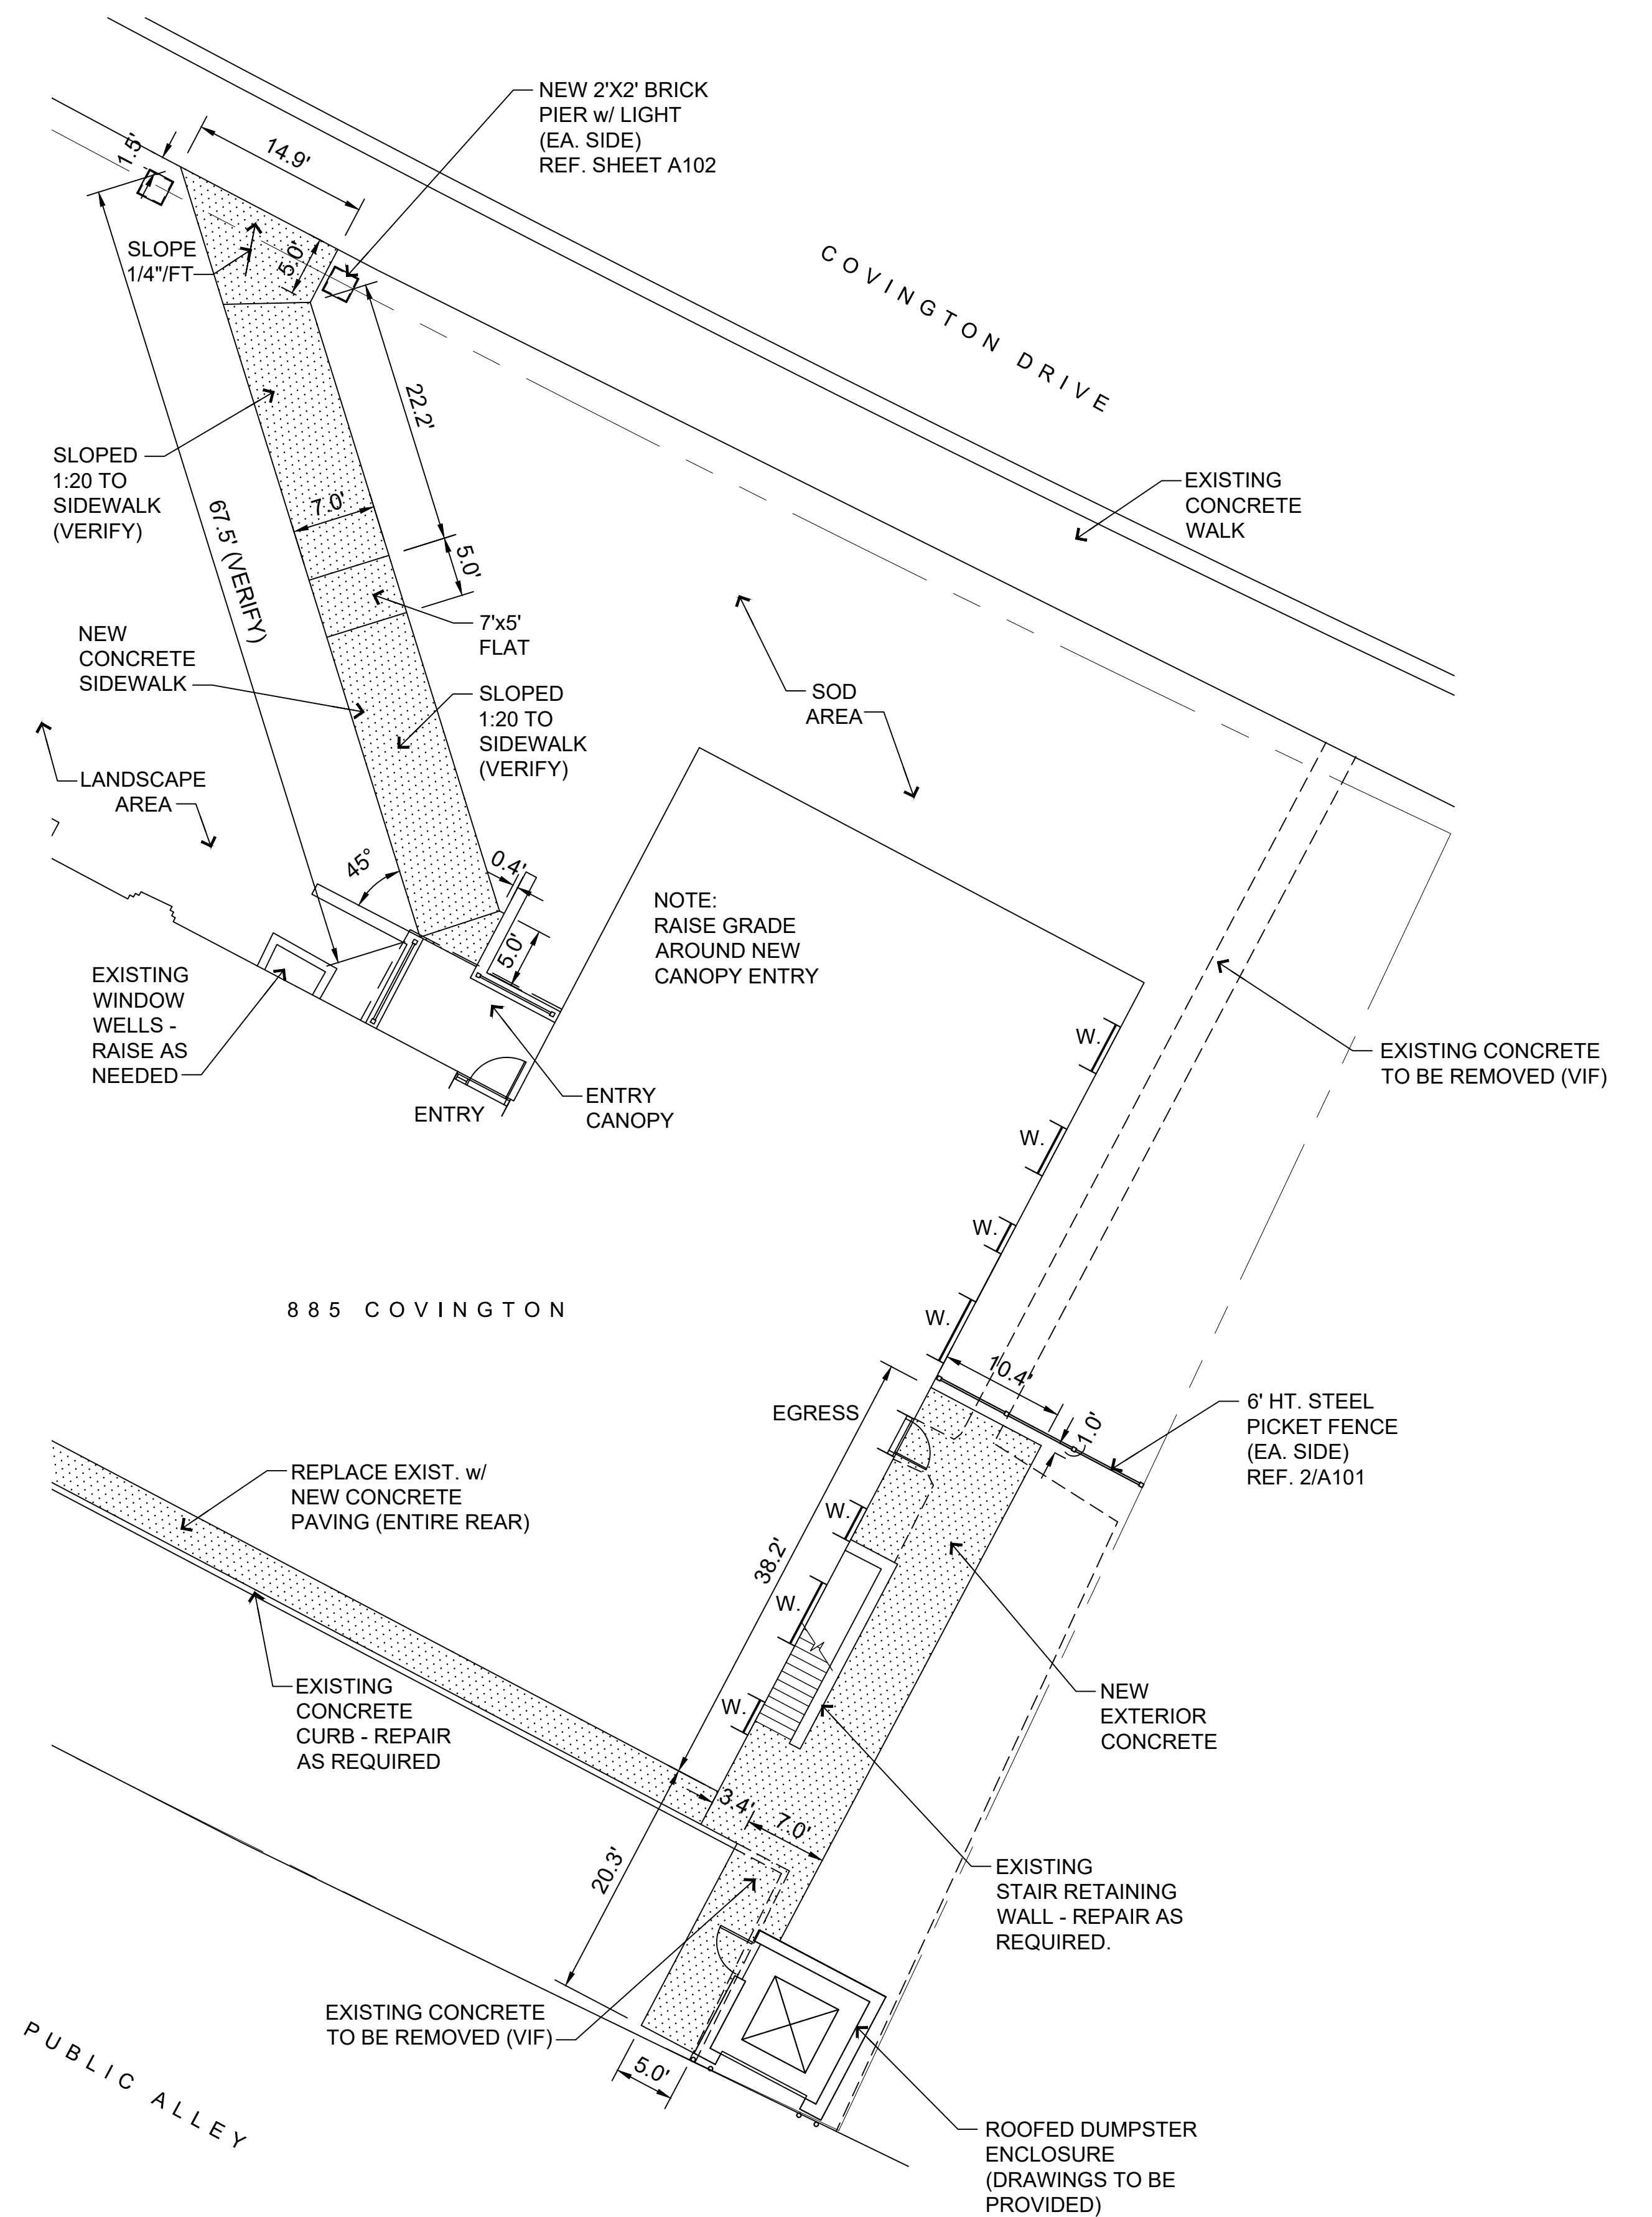 NEW 2'X2' BRICK
PIER w/ LIGHT
(EA. SIDE)
REF. SHEET A102
1.5'
14.9'
SLOPE
1/4"/FT
5.0'
COVINGTON DRIVE
22.2'
SLOPED
1:20 TO
SIDEWALK
(VERIFY)
7.0'
67.5' (VERIFY)
5.0'
EXISTING
CONCRETE
WALK
7'x5'
FLAT
NEW
CONCRETE
SIDEWALK
SLOPED
1:20 TO
SIDEWALK
(VERIFY)
SOD
AREA
LANDSCAPE
AREA
45°
0.4'
5.0'
NOTE:
RAISE GRADE
AROUND NEW
CANOPY ENTRY
EXISTING
WINDOW
WELLS -
RAISE AS
NEEDED
ENTRY
ENTRY
CANOPY
W.
EXISTING CONCRETE
TO BE REMOVED (VIF)
W.
W.
W.
885 COVINGTON
10.4'
1.0'
EGRESS
6' HT. STEEL
PICKET FENCE
(EA. SIDE)
REF. 2/A101
REPLACE EXIST. w/
NEW CONCRETE
PAVING (ENTIRE REAR)
W.
38.2'
W.
W.
EXISTING
CONCRETE
CURB - REPAIR
AS REQUIRED
NEW
EXTERIOR
CONCRETE
3.4'
7.0'
20.3'
EXISTING
STAIR RETAINING
WALL - REPAIR AS
REQUIRED.
EXISTING CONCRETE
TO BE REMOVED (VIF)
PUBLIC ALLEY
5.0'
ROOFED DUMPSTER
ENCLOSURE
(DRAWINGS TO BE
PROVIDED)